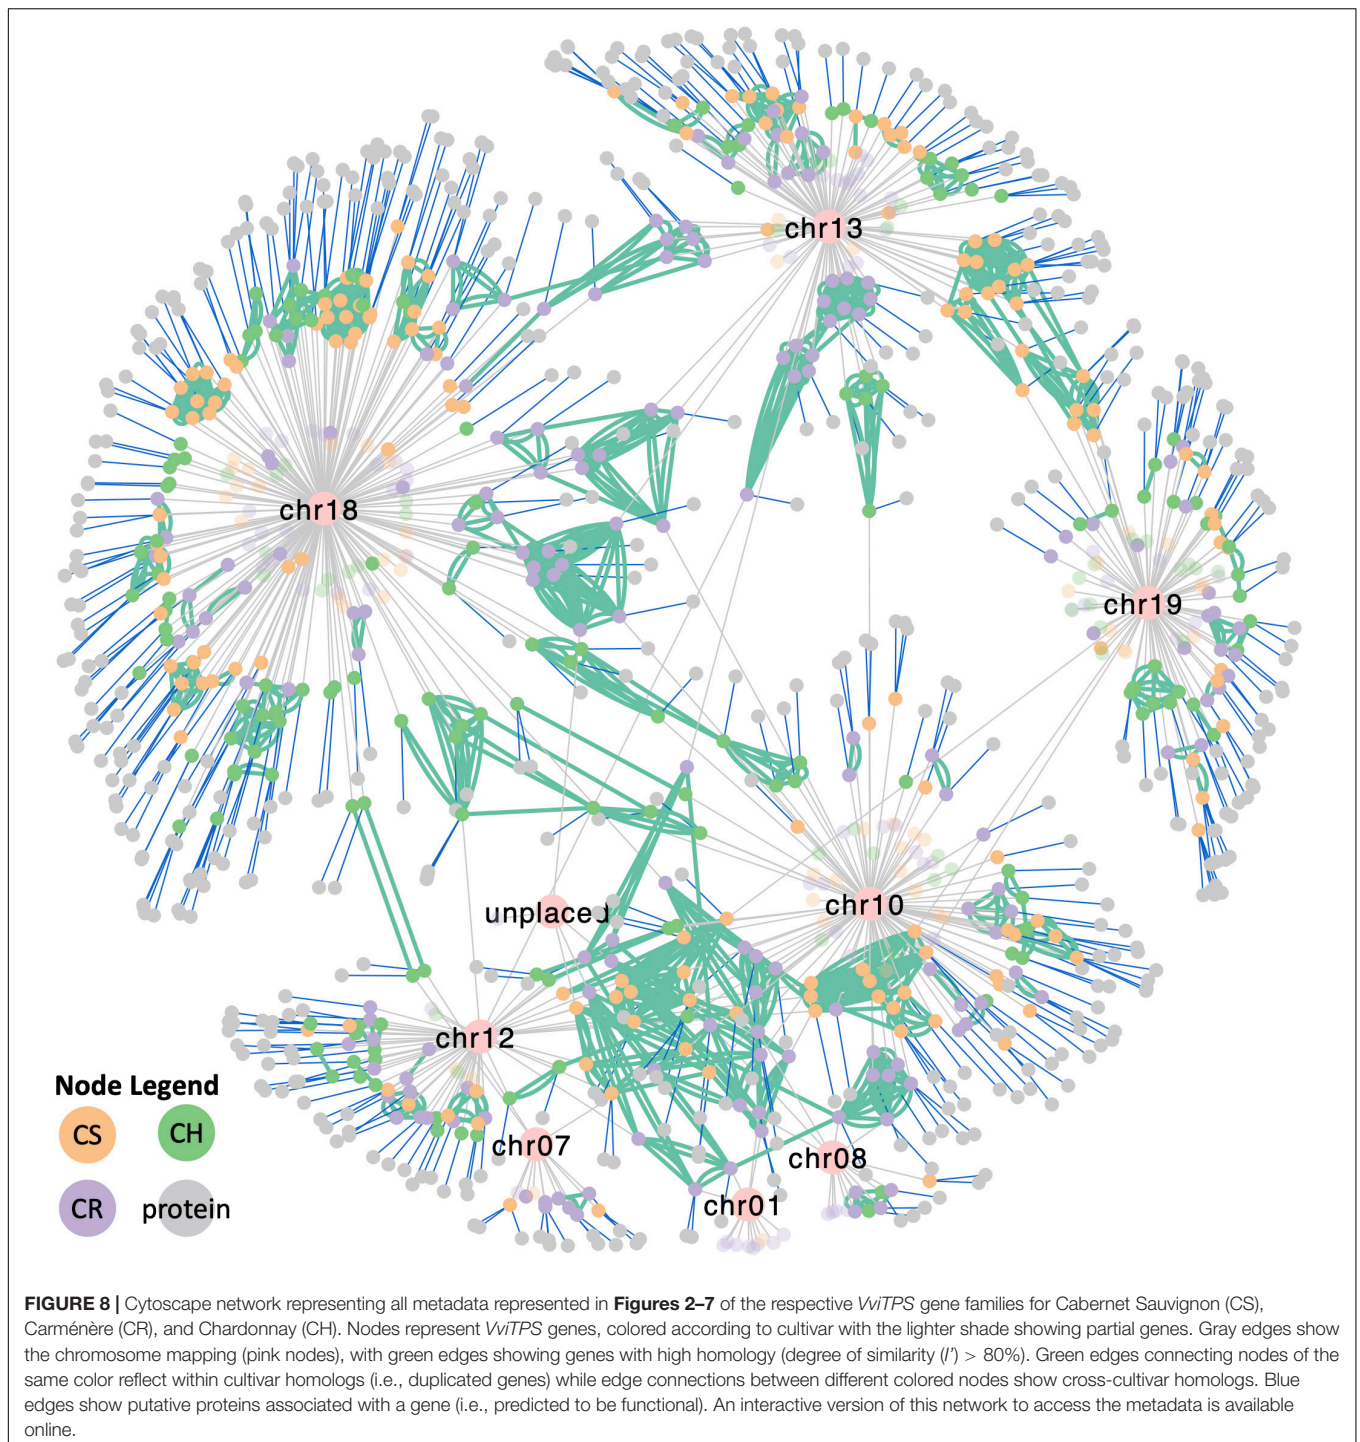 chr13
chr18
chr19
chr10
unplaced
chr12
Node Legend
CS
CH
chr07
chr08
CR
protein
chr01
FIGURE 8 | Cytoscape network representing all metadata represented in Figures 2–7 of the respective VviTPS gene families for Cabernet Sauvignon (CS),
Carménère (CR), and Chardonnay (CH). Nodes represent VviTPS genes, colored according to cultivar with the lighter shade showing partial genes. Gray edges show
the chromosome mapping (pink nodes), with green edges showing genes with high homology (degree of similarity (I’) > 80%). Green edges connecting nodes of the
same color reflect within cultivar homologs (i.e., duplicated genes) while edge connections between different colored nodes show cross-cultivar homologs. Blue
edges show putative proteins associated with a gene (i.e., predicted to be functional). An interactive version of this network to access the metadata is available
online.